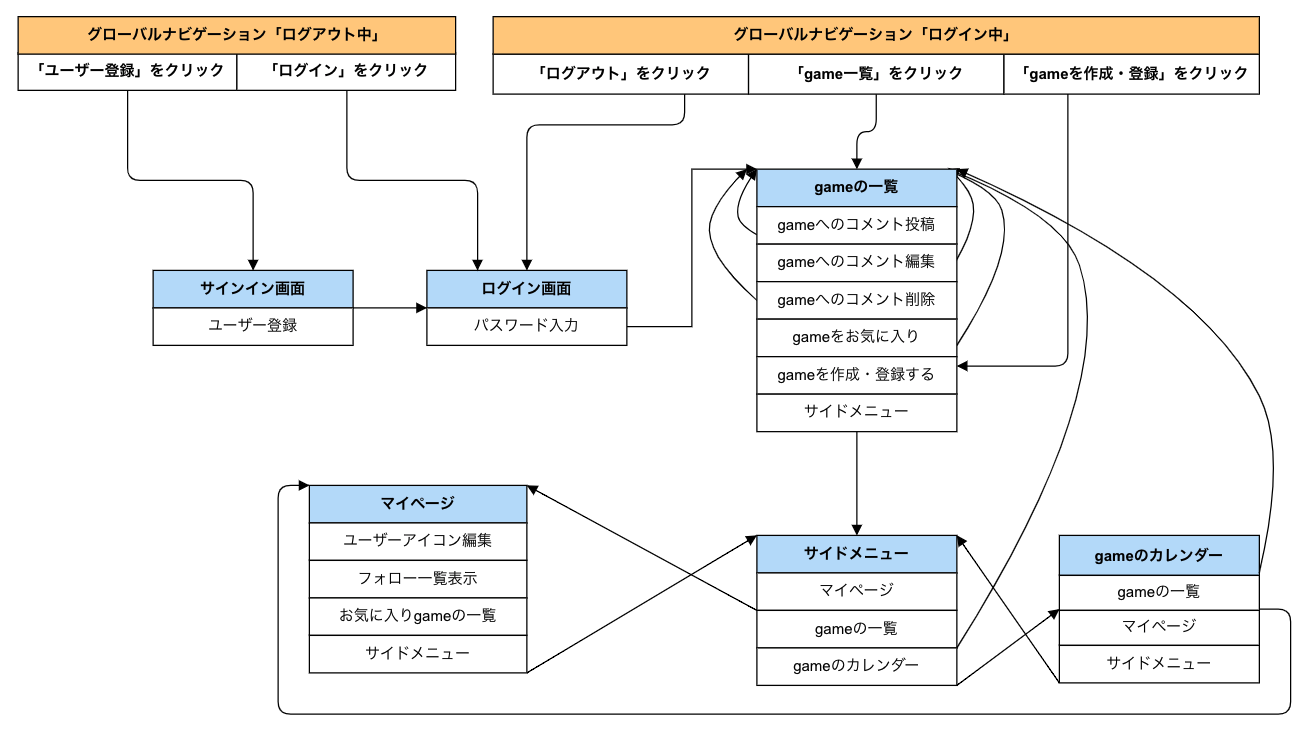 グローバルナビゲーション「ログアウト中」
「ユーザー登録」をクリック
「ログイン」をクリック
グローバルナビゲーション「ログイン中」
「ログアウト」をクリック
「game一覧」をクリック
「gameを作成・登録」をクリック
gameの一覧
gameへのコメント投稿
gameへのコメント編集
gameへのコメント削除
gameをお気に入り
gameを作成・登録する
サイドメニュー
サインイン画面
ユーザー登録
ログイン画面
パスワード入力
マイページ
ユーザーアイコン編集
フォロー一覧表示
お気に入りgameの一覧
サイドメニュー
サイドメニュー
マイページ
gameの一覧
gameのカレンダー
gameのカレンダー
gameの一覧
マイページ
サイドメニュー